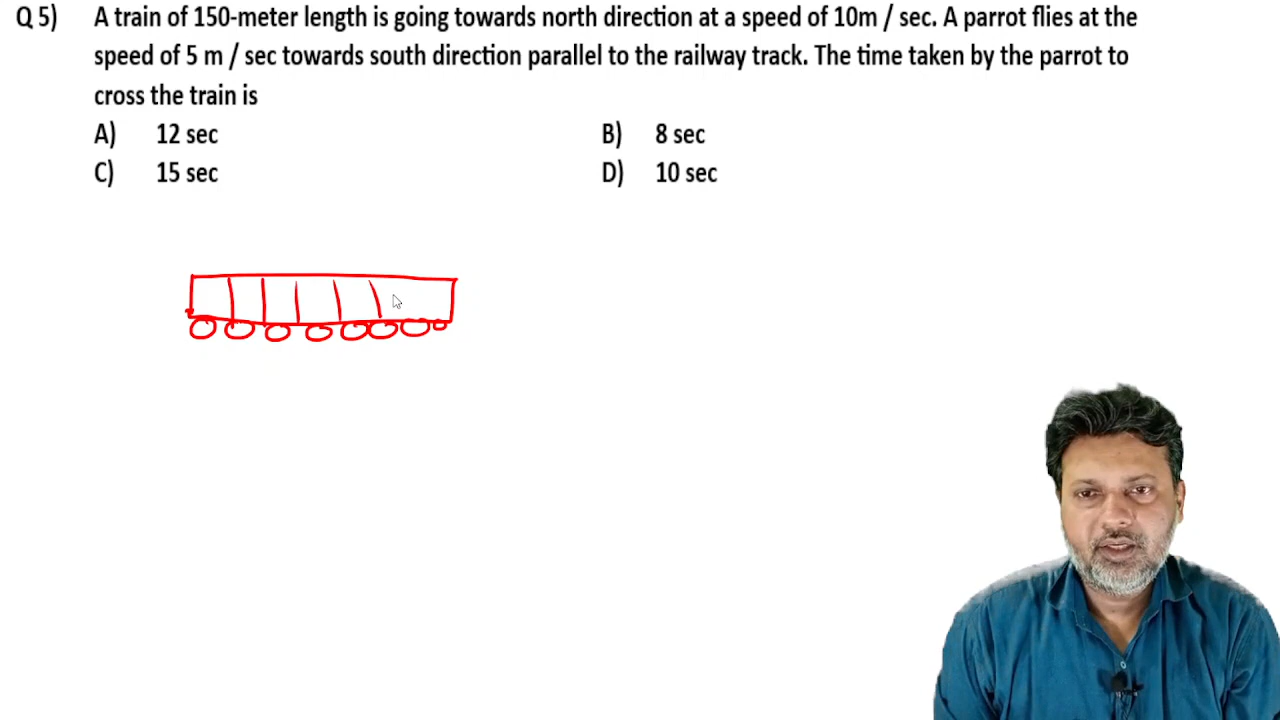 Q 5) A train of 150-meter length is going towards north direction at a speed of 10m / sec. A parrot flies at the
speed of 5 m / sec towards south direction parallel to the railway track. The time taken by the parrot to
cross the train is
A) 12 sec B) 8 sec
C) 15 sec D) 10 sec